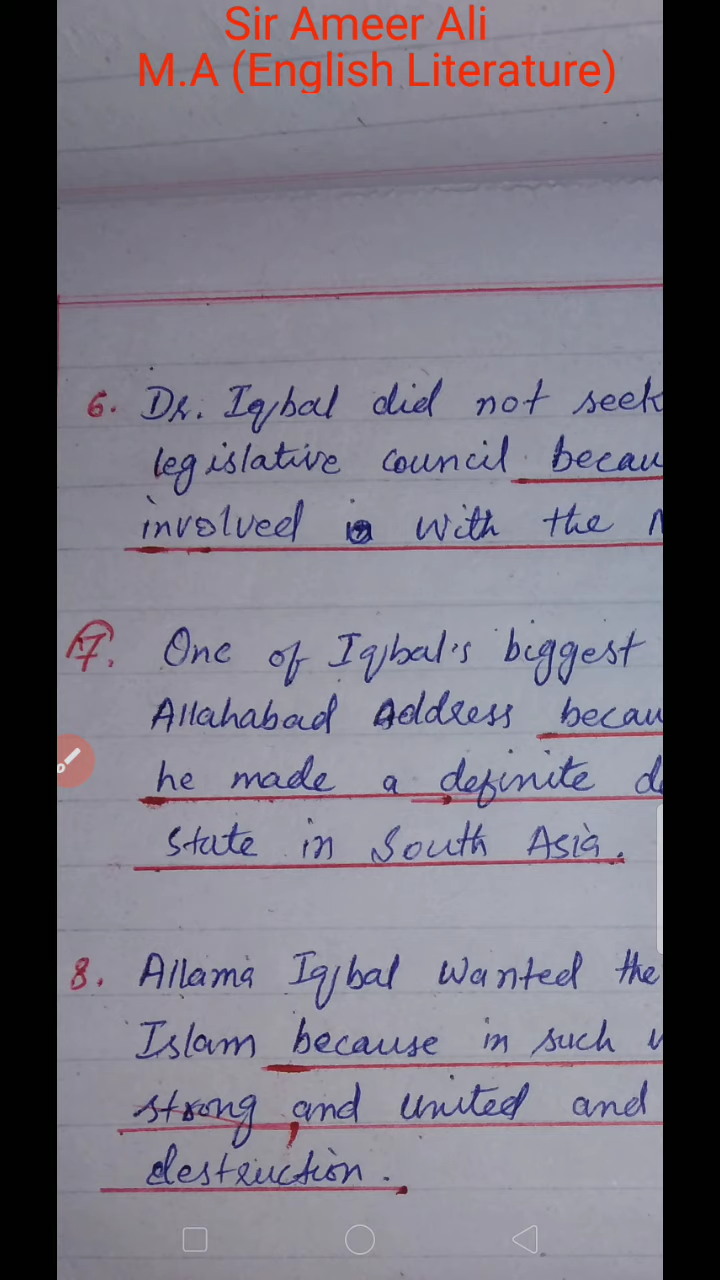 Sir Ameer Ali
M.A (English Literature)
6. Dr. Iqbal did not seek
legislative council becau
involved with the
7. One of Iqbal's biggest
Allahabad Address becau
he made a definite de
state in South Asia.
8. Allama Iqbal wanted the
Islam because in such
strong, and united and
destruction.